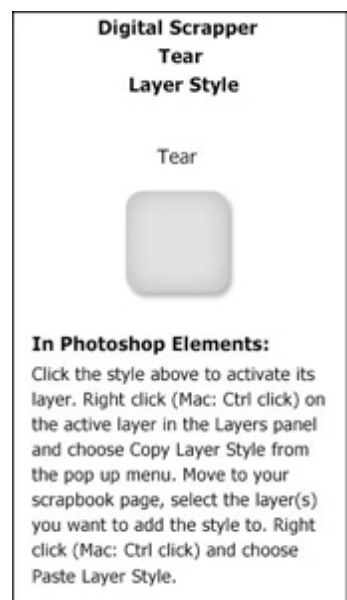 Digital Scrapper
Tear
Layer Style
Tear
In Photoshop Elements:
Click the style above to activate its
layer. Right click (Mac: Ctrl click) on
the active layer in the Layers panel
and choose Copy Layer Style from
the pop up menu. Move to your
scrapbook page, select the layer(s)
you want to add the style to. Right
click (Mac: Ctrl click) and choose
Paste Layer Style.